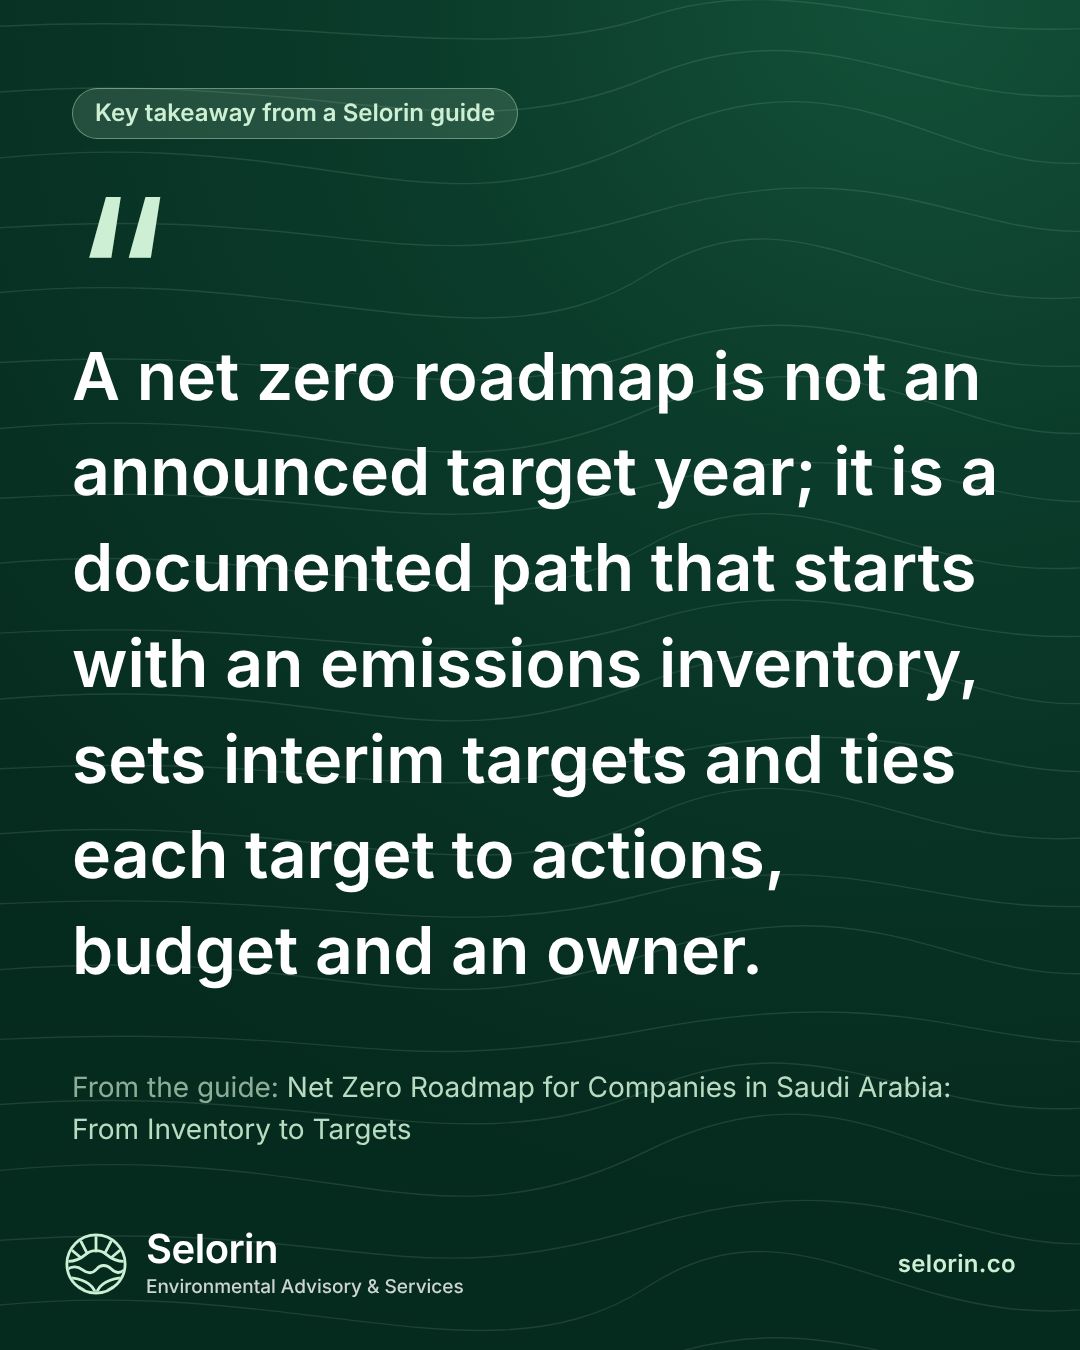 Key takeaway from a Selorin guide
"
A net zero roadmap is not an
announced target year; it is a
documented path that starts
with an emissions inventory,
sets interim targets and ties
each target to actions,
budget and an owner.
From the guide: Net Zero Roadmap for Companies in Saudi Arabia:
From Inventory to Targets
Selorin
Environmental Advisory & Services
selorin.co